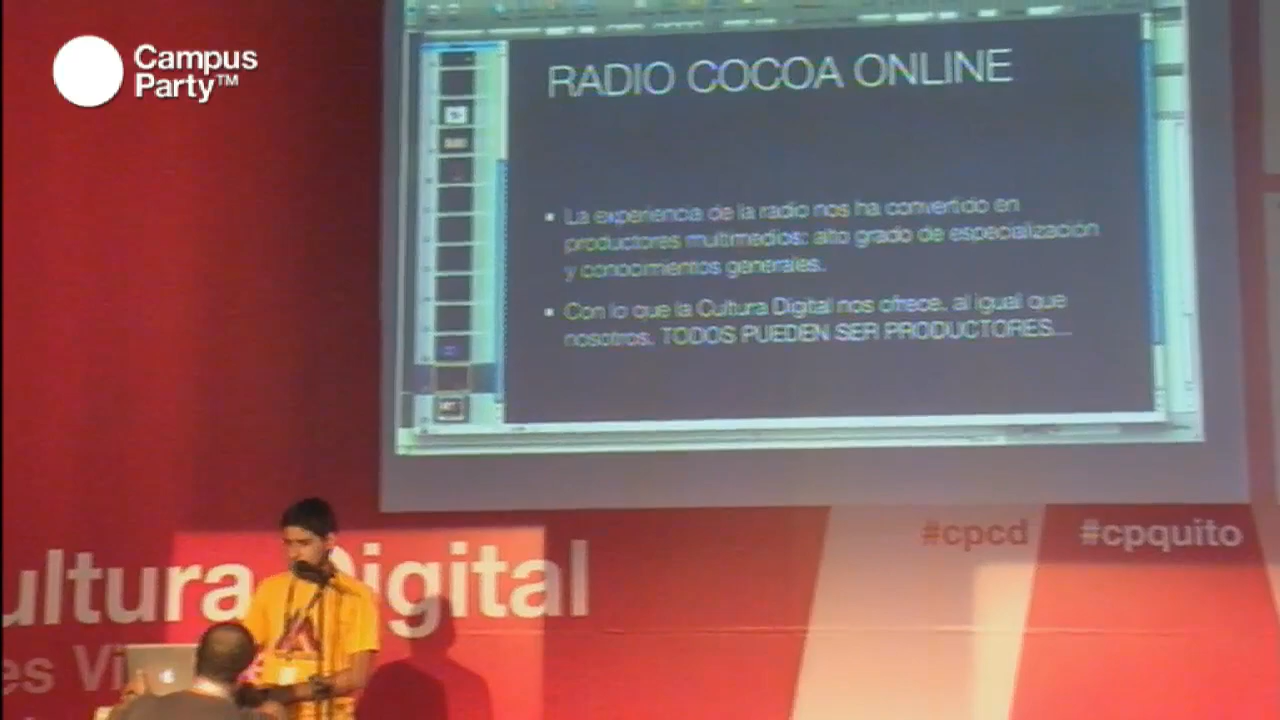 Campus
Party™
RADIO COCOA ONLINE
La experiencia de la radio nos ha convertido en
productores multimedios: alto grado de especialización
y conocimientos generales.
Con lo que la Cultura Digital nos ofrece, al igual que
nosotros, TODOS PUEDEN SER PRODUCTORES...
#cpcd
#cpquito
ultura Digital
es Vi